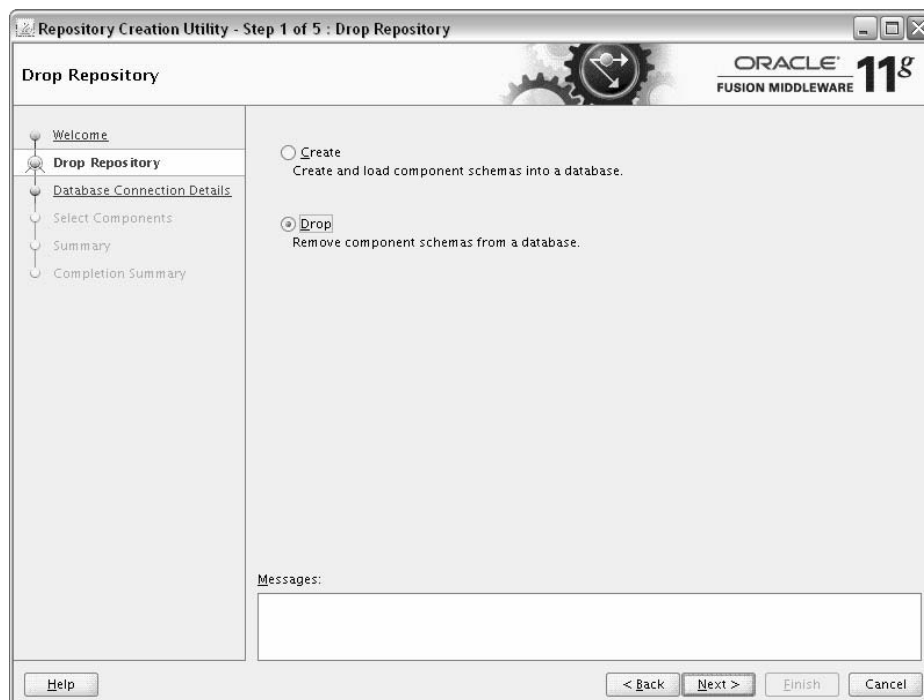 Repository Creation Utility - Step 1 of 5 : Drop Repository
Drop Repository
ORACLE
FUSION MIDDLEWARE
11g
Welcome
Drop Repository
Database Connection Details
Select Components
Summary
Completion Summary
Create
Create and load component schemas into a database.
Drop
Remove component schemas from a database.
Messages:
Help
< Back
Next >
Finish
Cancel